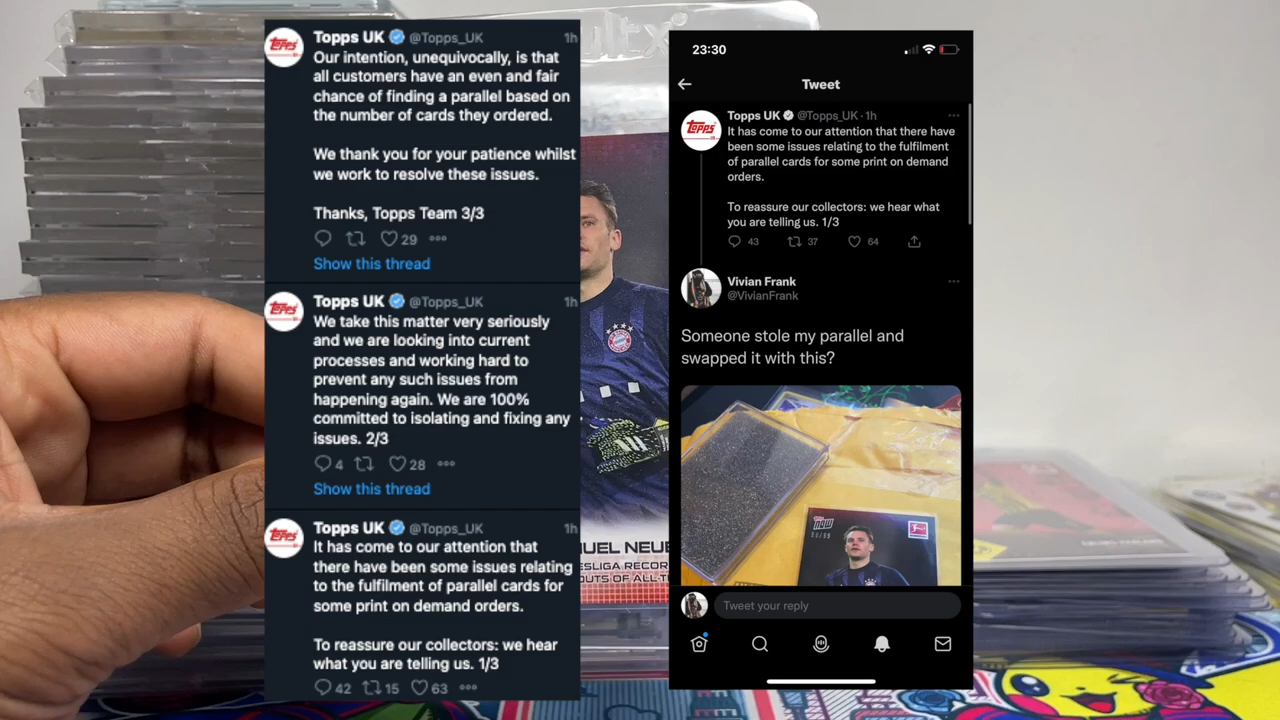 Topps UK @Topps_UK 1h
Our intention, unequivocally, is that
all customers have an even and fair
chance of finding a parallel based on
the number of cards they ordered.
We thank you for your patience whilst
we work to resolve these issues.
Thanks, Topps Team 3/3
29
Show this thread
Topps UK @Topps_UK 1h
We take this matter very seriously
and we are looking into current
processes and working hard to
prevent any such issues from
happening again. We are 100%
committed to isolating and fixing any
issues. 2/3
4 28
Show this thread
Topps UK @Topps_UK 1h
It has come to our attention that
there have been some issues relating
to the fulfilment of parallel cards for
some print on demand orders.
To reassure our collectors: we hear
what you are telling us. 1/3
42 15 63
UEL NEUE
ESLIGA RECOR
OUTS OF ALL-T
23:30
Tweet
Topps UK @Topps_UK · 1h
It has come to our attention that there have
been some issues relating to the fulfilment
of parallel cards for some print on demand
orders.
To reassure our collectors: we hear what
you are telling us. 1/3
43 37 64
Vivian Frank
@VivianFrank
Someone stole my parallel and
swapped it with this?
Topps
NOW
Tweet your reply